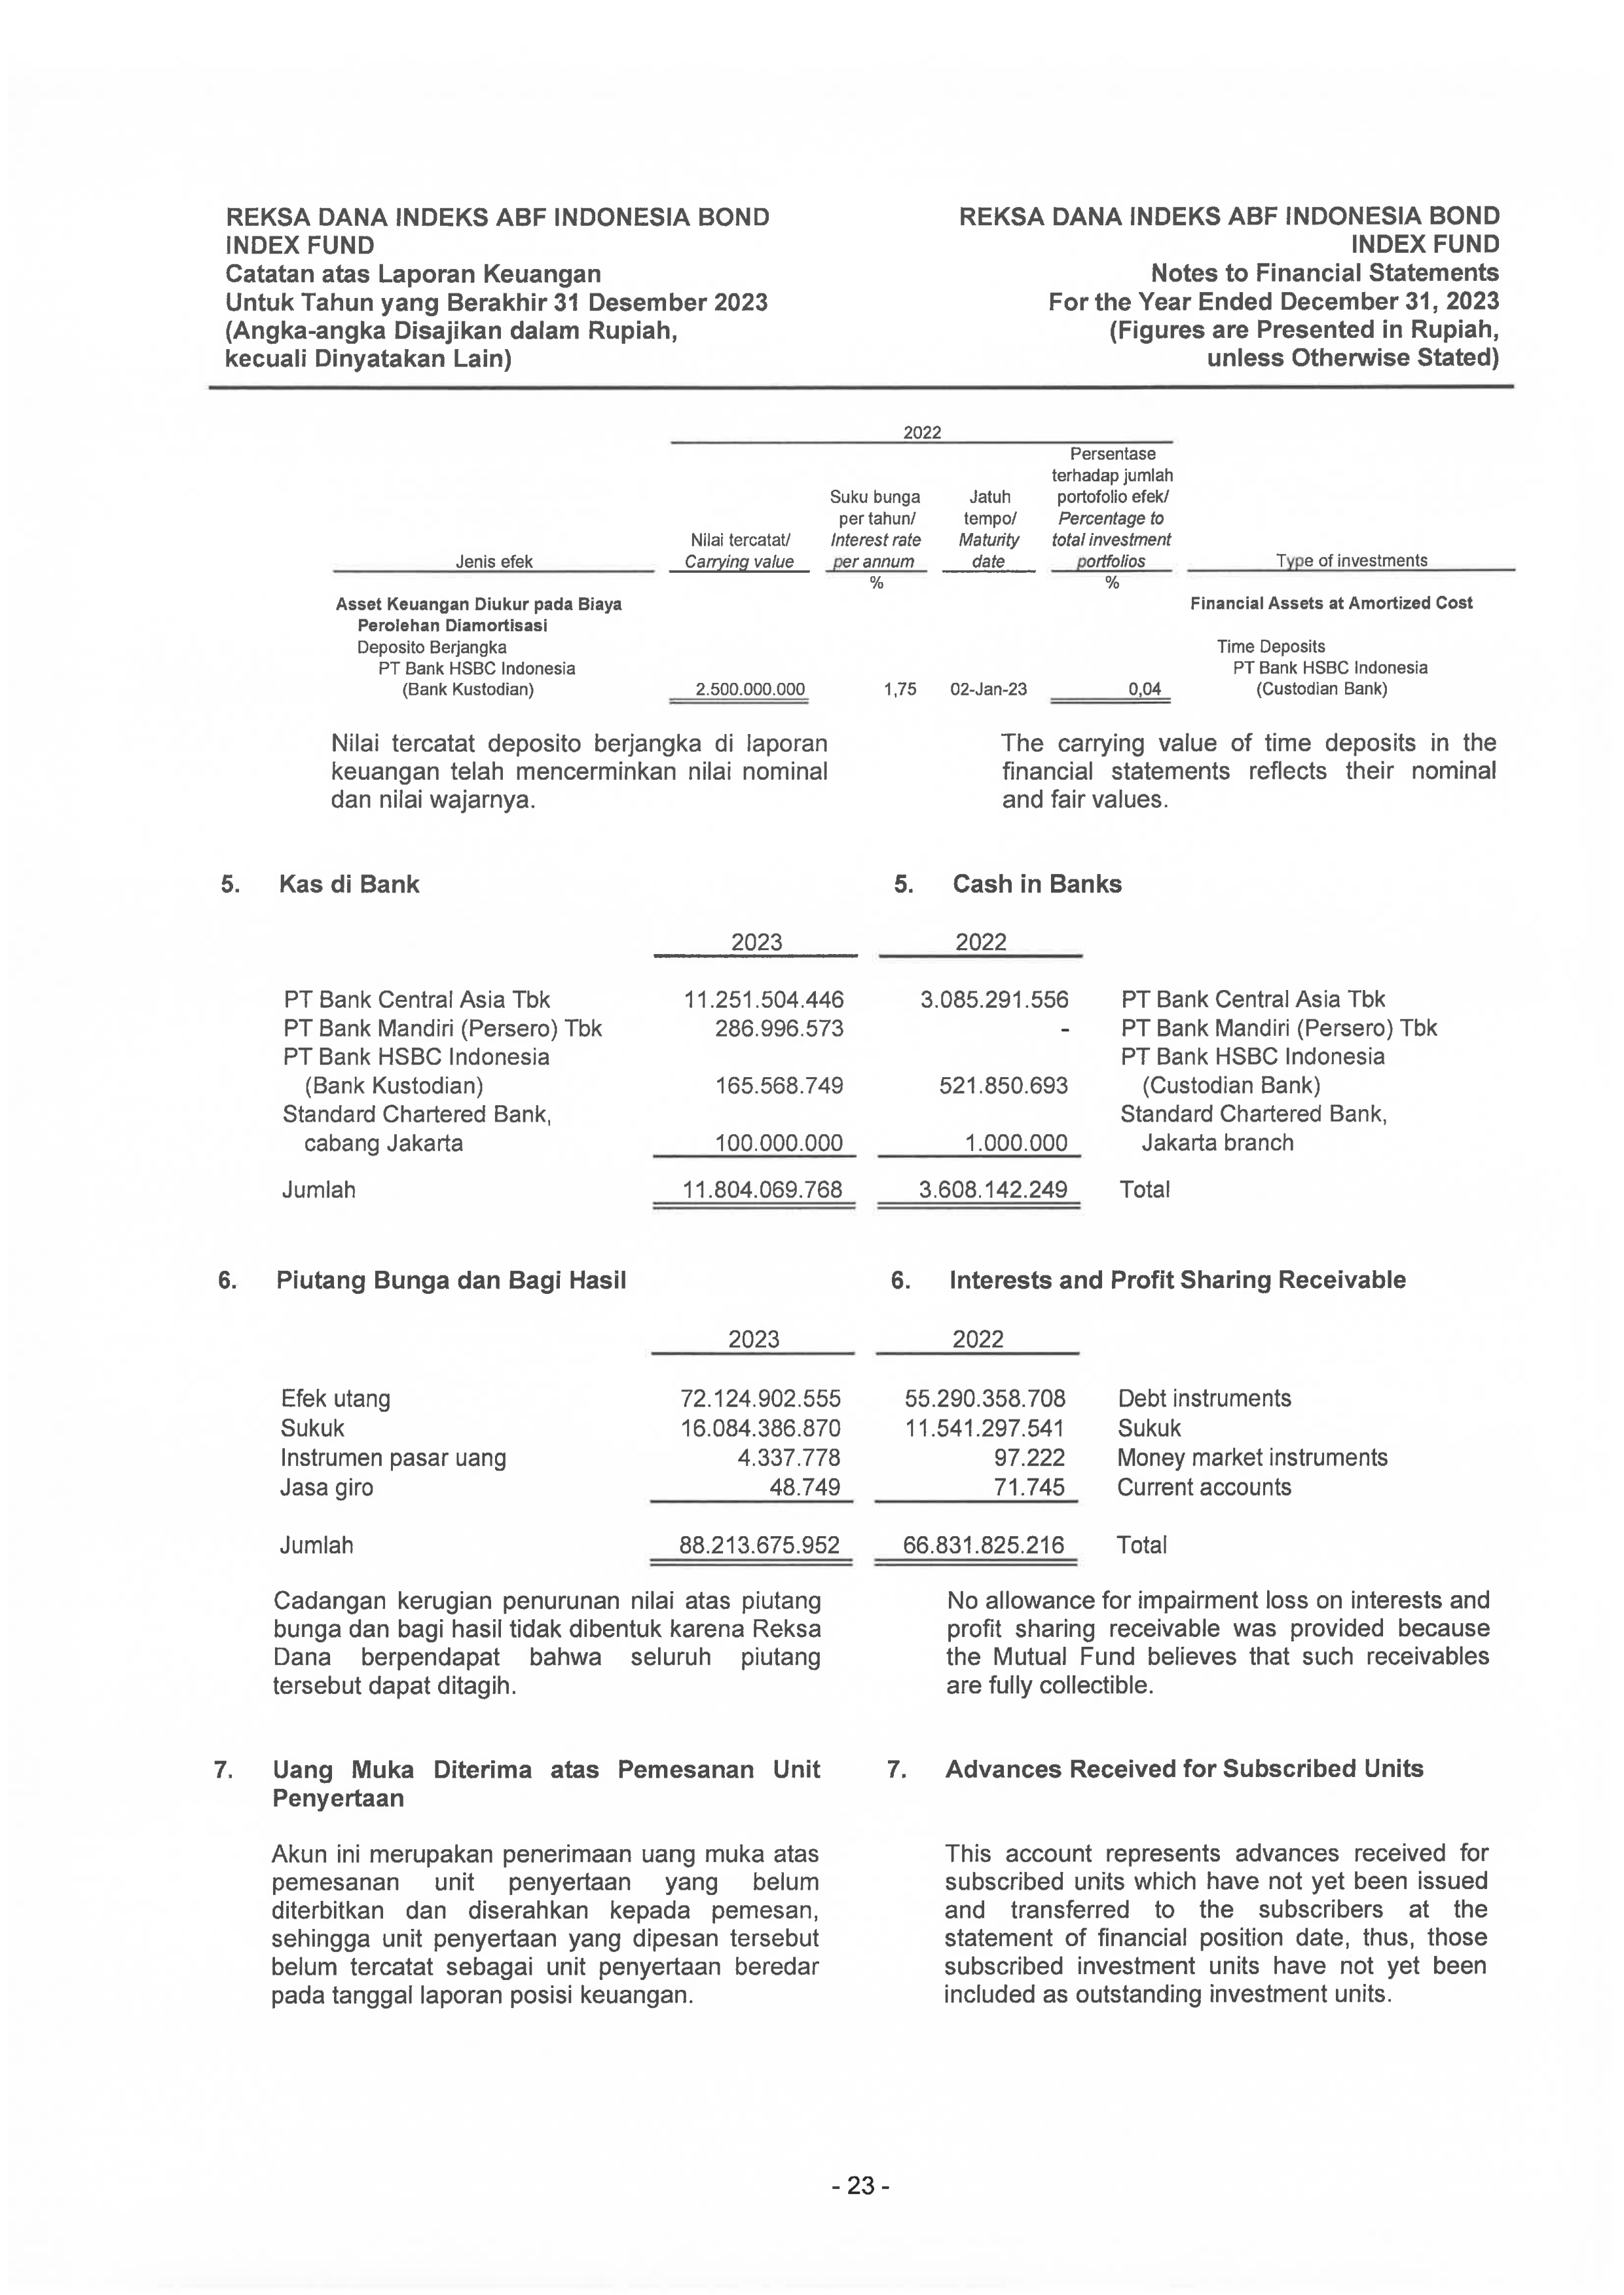 REKSA DANA INDEKS ABF INDONESIA BOND
INDEX FUND
Catatan atas Laporan Keuangan
Untuk Tahun yang Berakhir 31 Desember 2023
(Angka-angka Disajikan dalam Rupiah,
kecuali Dinyatakan Lain)
REKSA DANA INDEKS ABF INDONESIA BOND
INDEX FUND
Notes to Financial Statements
For the Year Ended December 31, 2023
(Figures are Presented in Rupiah,
unless Otherwise Stated)
2022
Persentase
terhadap jumlah
Suku bunga Jatuh portofolio efek/
per tahun/ tempo/ Percentage to
Nilai tercatat/ Interest rate Maturity total investment
Jenis efek Carrying value per annum date portfolios Type of investments
% %
Asset Keuangan Diukur pada Biaya Financial Assets at Amortized Cost
Perolehan Diamortisasi
Deposito Berjangka Time Deposits
PT Bank HSBC Indonesia PT Bank HSBC Indonesia
(Bank Kustodian) 2.500.000.000 1,75 02-Jan-23 0,04 (Custodian Bank)
Nilai tercatat deposito berjangka di laporan
keuangan telah mencerminkan nilai nominal
dan nilai wajarnya.
The carrying value of time deposits in the
financial statements reflects their nominal
and fair values.
5. Kas di Bank 5. Cash in Banks
2023 2022
PT Bank Central Asia Tbk 11.251.504.446 3.085.291.556 PT Bank Central Asia Tbk
PT Bank Mandiri (Persero) Tbk 286.996.573 - PT Bank Mandiri (Persero) Tbk
PT Bank HSBC Indonesia PT Bank HSBC Indonesia
(Bank Kustodian) 165.568.749 521.850.693 (Custodian Bank)
Standard Chartered Bank, Standard Chartered Bank,
cabang Jakarta 100.000.000 1.000.000 Jakarta branch
Jumlah 11.804.069.768 3.608.142.249 Total
6. Piutang Bunga dan Bagi Hasil 6. Interests and Profit Sharing Receivable
2023 2022
Efek utang 72.124.902.555 55.290.358.708 Debt instruments
Sukuk 16.084.386.870 11.541.297.541 Sukuk
Instrumen pasar uang 4.337.778 97.222 Money market instruments
Jasa giro 48.749 71.745 Current accounts
Jumlah 88.213.675.952 66.831.825.216 Total
Cadangan kerugian penurunan nilai atas piutang
bunga dan bagi hasil tidak dibentuk karena Reksa
Dana berpendapat bahwa seluruh piutang
tersebut dapat ditagih.
No allowance for impairment loss on interests and
profit sharing receivable was provided because
the Mutual Fund believes that such receivables
are fully collectible.
7. Uang Muka Diterima atas Pemesanan Unit
Penyertaan
7. Advances Received for Subscribed Units
Akun ini merupakan penerimaan uang muka atas
pemesanan unit penyertaan yang belum
diterbitkan dan diserahkan kepada pemesan,
sehingga unit penyertaan yang dipesan tersebut
belum tercatat sebagai unit penyertaan beredar
pada tanggal laporan posisi keuangan.
This account represents advances received for
subscribed units which have not yet been issued
and transferred to the subscribers at the
statement of financial position date, thus, those
subscribed investment units have not yet been
included as outstanding investment units.
- 23 -